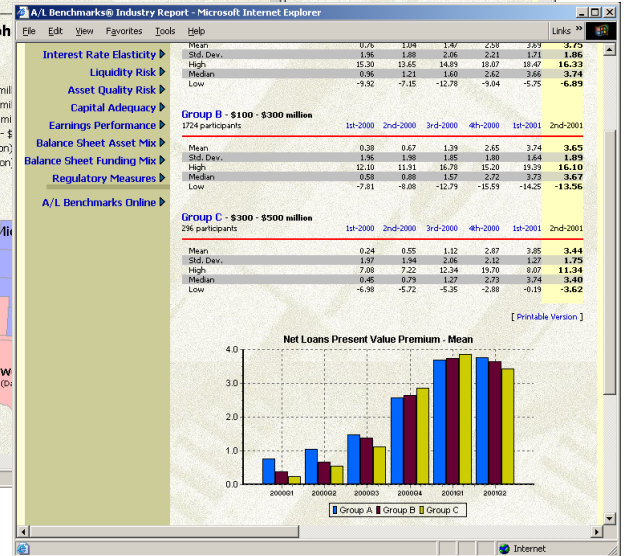 A/L Benchmarks® Industry Report - Microsoft Internet Explorer
File Edit View Favorites Tools Help Links »
Interest Rate Elasticity
Liquidity Risk
Asset Quality Risk
Capital Adequacy
Earnings Performance
Balance Sheet Asset Mix
Balance Sheet Funding Mix
Regulatory Measures
A/L Benchmarks Online
Mean 0.76 1.04 1.47 2.58 3.69 3.75
Std. Dev. 1.96 1.88 2.06 2.21 1.71 1.86
High 15.30 13.65 14.89 18.07 18.47 16.33
Median 0.96 1.21 1.60 2.62 3.66 3.74
Low -9.92 -7.15 -12.78 -9.04 -5.75 -6.89
Group B - $100 - $300 million
1724 participants 1st-2000 2nd-2000 3rd-2000 4th-2000 1st-2001 2nd-2001
Mean 0.38 0.67 1.39 2.65 3.74 3.65
Std. Dev. 1.96 1.98 1.85 1.80 1.64 1.89
High 12.10 11.91 16.78 15.20 19.39 16.10
Median 0.58 0.88 1.57 2.72 3.73 3.67
Low -7.81 -8.08 -12.79 -15.59 -14.25 -13.56
Group C - $300 - $500 million
296 participants 1st-2000 2nd-2000 3rd-2000 4th-2000 1st-2001 2nd-2001
Mean 0.24 0.55 1.12 2.87 3.85 3.44
Std. Dev. 1.97 1.94 2.06 2.12 1.27 1.75
High 7.08 7.22 12.34 19.70 8.07 11.34
Median 0.45 0.79 1.27 2.73 3.74 3.40
Low -6.98 -5.72 -5.35 -2.88 -0.19 -3.62
[ Printable Version ]
Net Loans Present Value Premium - Mean
4.0
3.0
2.0
1.0
0.0
200001 200002 200003 200004 200101 200102
Group A Group B Group C
Internet